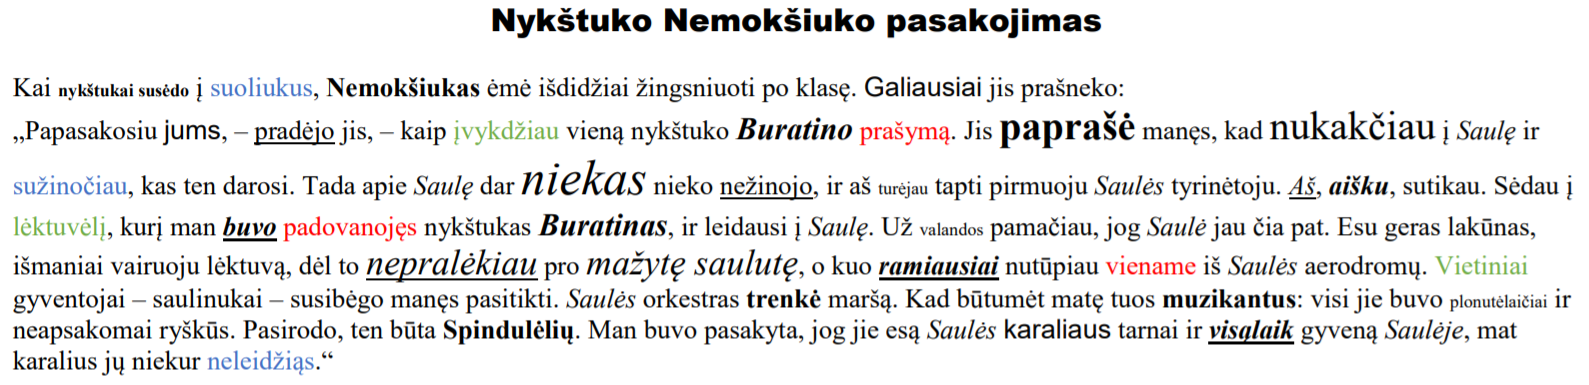 Nykštuko Nemokšiuko pasakojimas
Kai nykštukai susėdo į suoliukus, Nemokšiukas ėmė išdidžiai žingsniuoti po klasę. Galiausiai jis prašneko:
„Papasakosiu jums, – pradėjo jis, – kaip įvykdžiau vieną nykštuko Buratino prašymą. Jis paprašė manęs, kad nukakčiau į Saulę ir
sužinočiau, kas ten darosi. Tada apie Saulę dar niekas nieko nežinojo, ir aš turėjau tapti pirmuoju Saulės tyrinėtoju. Aš, aišku, sutikau. Sėdau į
lėktuvėlį, kurį man buvo padovanojęs nykštukas Buratinas, ir leidausi į Saulę. Už valandos pamačiau, jog Saulė jau čia pat. Esu geras lakūnas,
išmaniai vairuoju lėktuvą, dėl to nepralėkiau pro mažytę saulutę, o kuo ramiausiai nutūpiau viename iš Saulės aerodromų. Vietiniai
gyventojai – saulinukai – susibėgo manęs pasitikti. Saulės orkestras trenkė maršą. Kad būtumėt matę tuos muzikantus: visi jie buvo plonutėlaičiai ir
neapsakomai ryškūs. Pasirodo, ten būta Spindulėlių. Man buvo pasakyta, jog jie esą Saulės karaliaus tarnai ir visąlaik gyveną Saulėje, mat
karalius jų niekur neleidžiąs.“